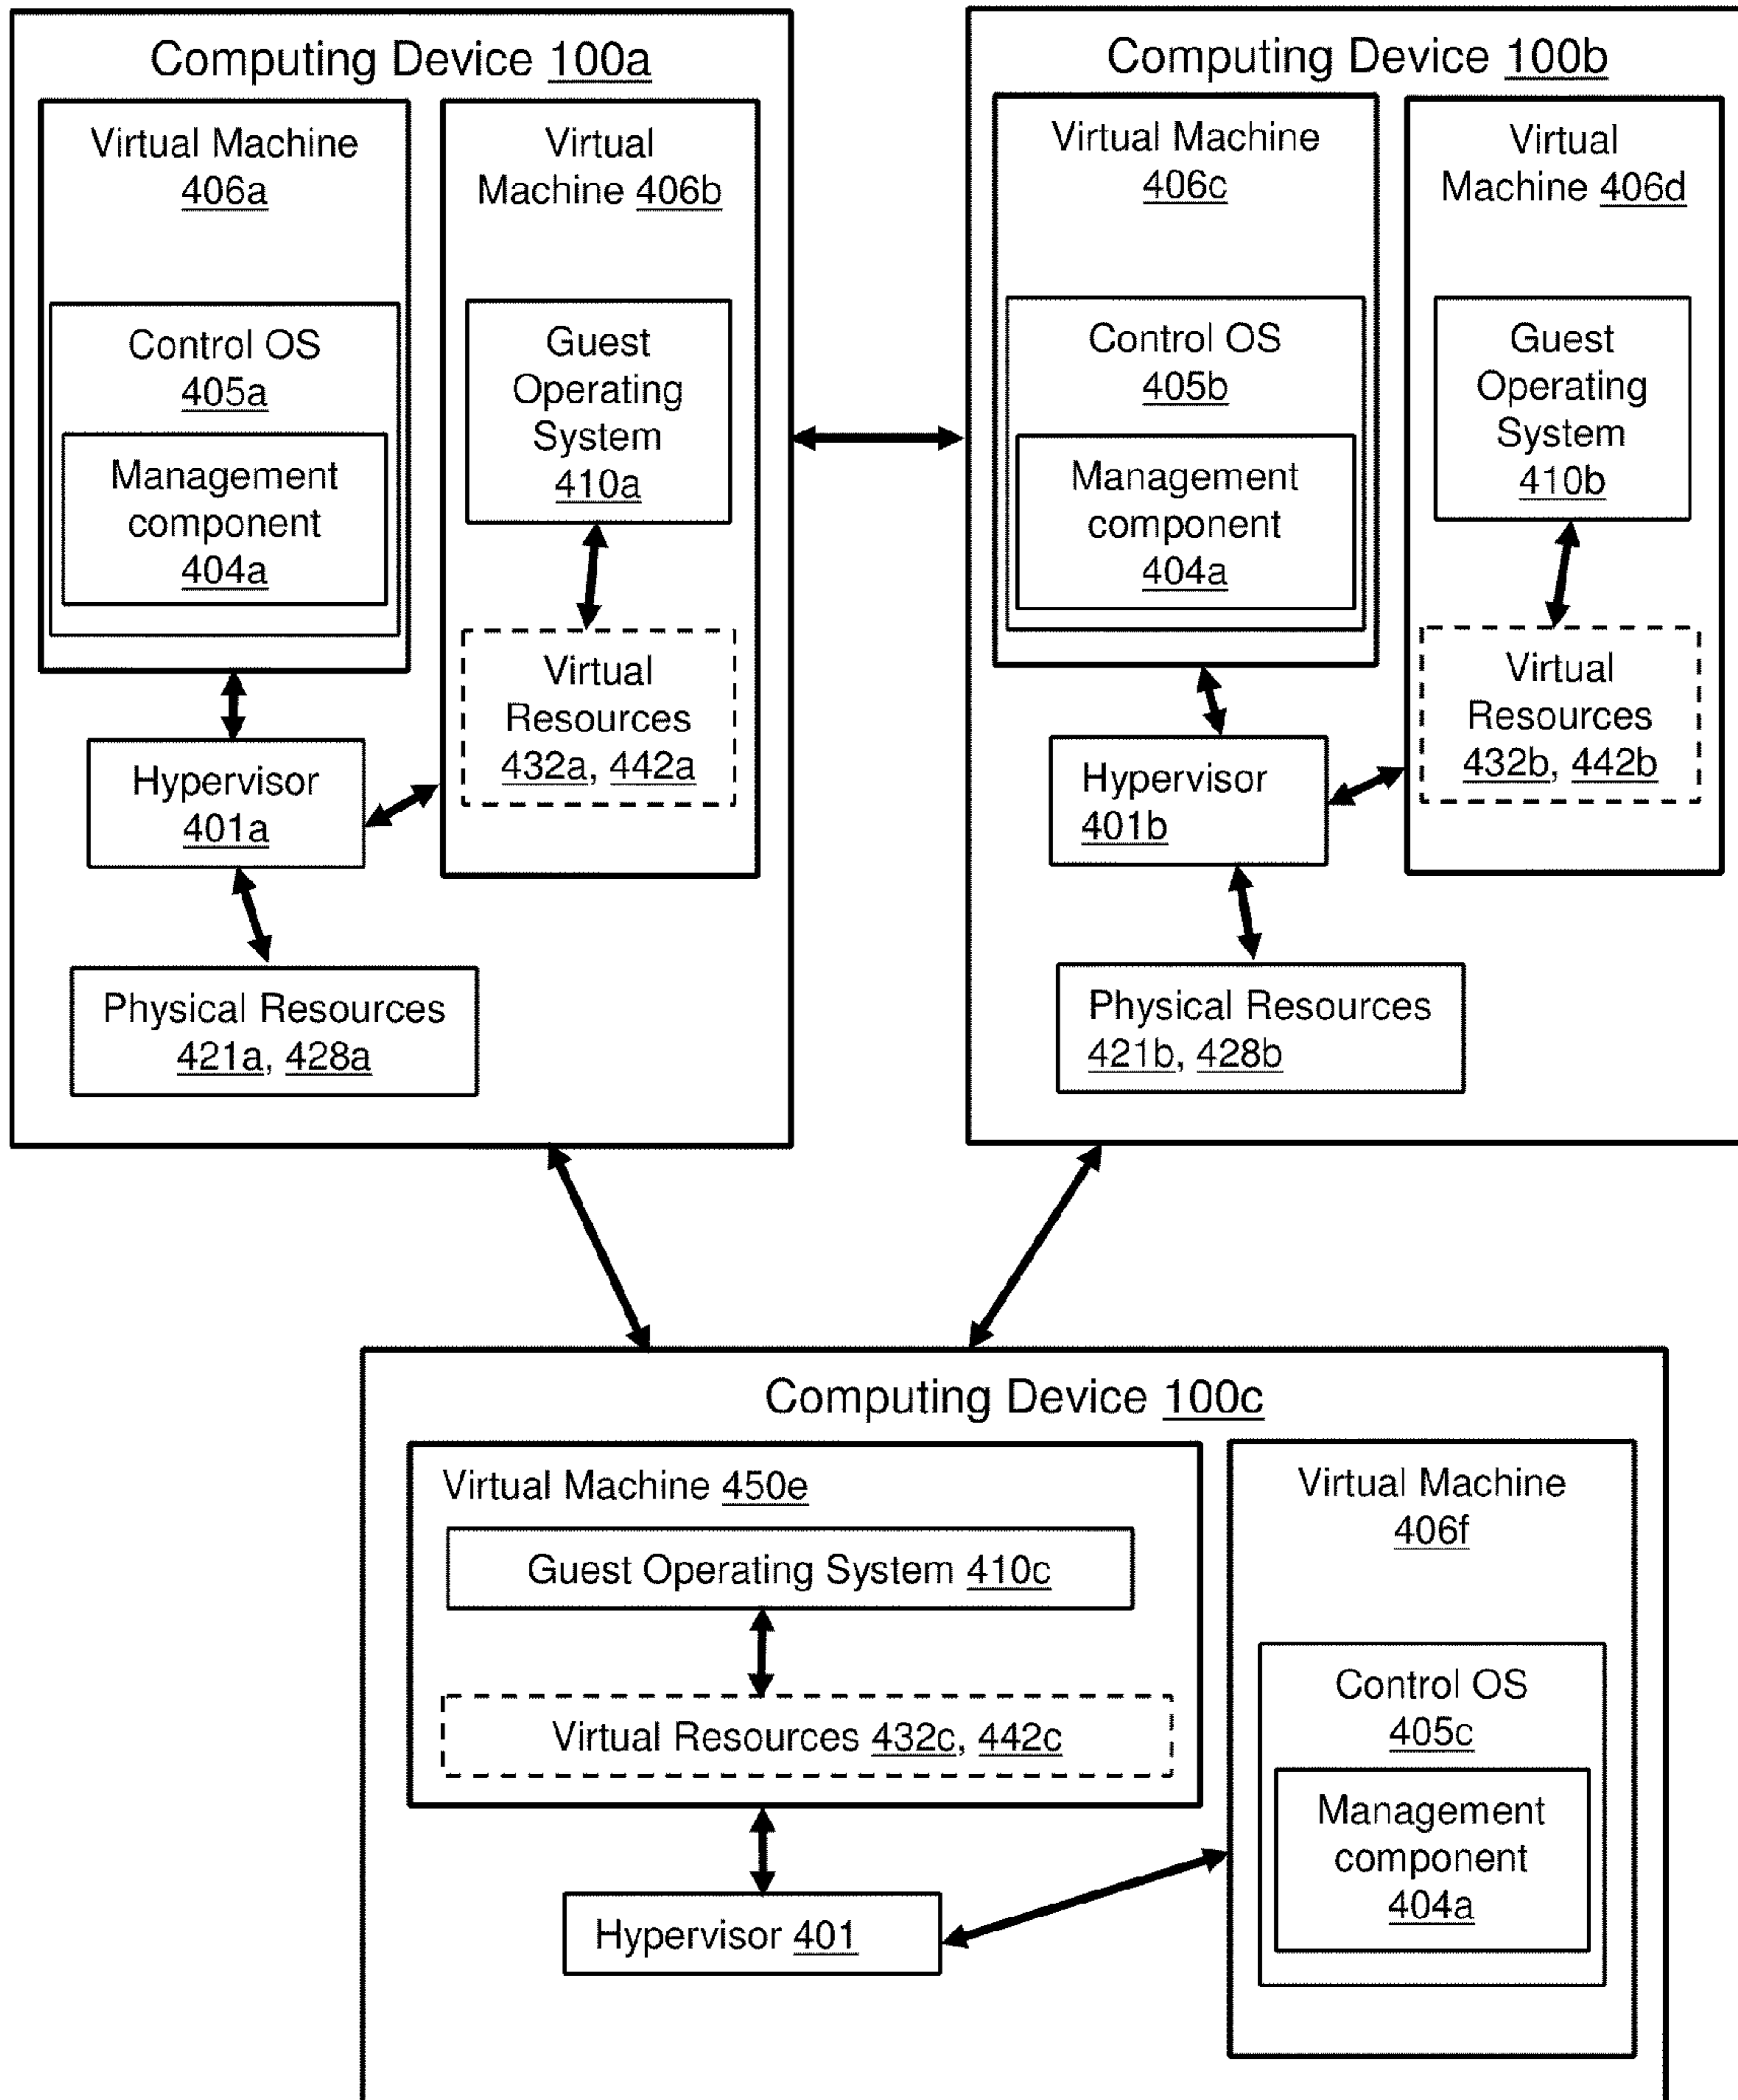 Computing Device 100a
Virtual Machine
406a
Control OS
405a
Management
component
404a
Virtual
Machine 406b
Guest
Operating
System
410a
Virtual
Resources
432a, 442a
Hypervisor
401a
Physical Resources
421a, 428a
Computing Device 100b
Virtual Machine
406c
Control OS
405b
Management
component
404a
Virtual
Machine 406d
Guest
Operating
System
410b
Virtual
Resources
432b, 442b
Hypervisor
401b
Physical Resources
421b, 428b
Computing Device 100c
Virtual Machine 450e
Guest Operating System 410c
Virtual Resources 432c, 442c
Hypervisor 401
Virtual Machine
406f
Control OS
405c
Management
component
404a